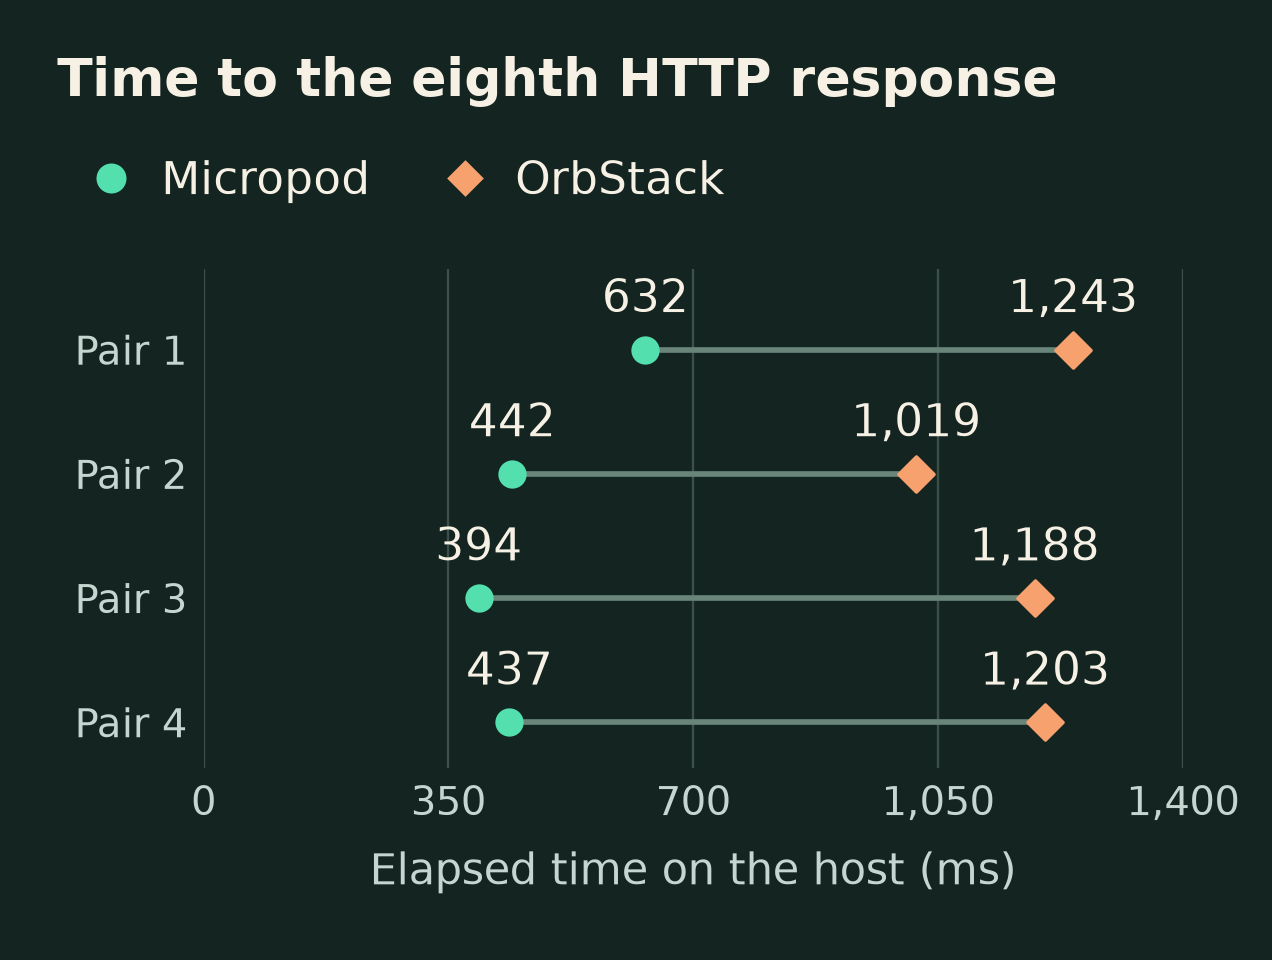 Time to the eighth HTTP response
Micropod OrbStack
632 1,243
Pair 1
442 1,019
Pair 2
394 1,188
Pair 3
437 1,203
Pair 4
0 350 700 1,050 1,400
Elapsed time on the host (ms)